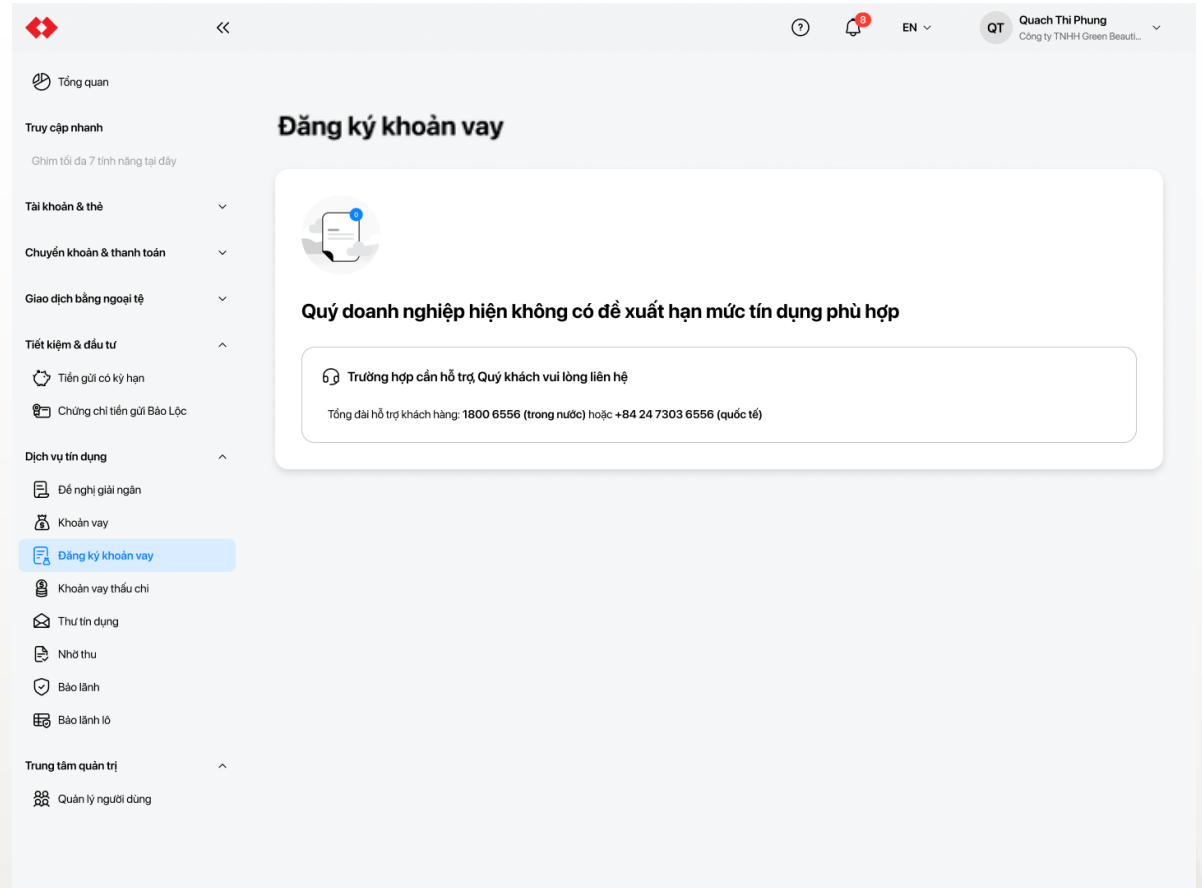 8
EN
QT
Quach Thi Phung
Công ty TNHH Green Beauti...
Tổng quan
Truy cập nhanh
Ghim tối đa 7 tính năng tại đây
Tài khoản & thẻ
Chuyển khoản & thanh toán
Giao dịch bằng ngoại tệ
Tiết kiệm & đầu tư
Tiền gửi có kỳ hạn
Chứng chỉ tiền gửi Bảo Lộc
Dịch vụ tín dụng
Đề nghị giải ngân
Khoản vay
Đăng ký khoản vay
Khoản vay thấu chi
Thư tín dụng
Nhờ thu
Bảo lãnh
Bảo lãnh lô
Trung tâm quản trị
Quản lý người dùng
Đăng ký khoản vay
0
Quý doanh nghiệp hiện không có đề xuất hạn mức tín dụng phù hợp
Trường hợp cần hỗ trợ, Quý khách vui lòng liên hệ
Tổng đài hỗ trợ khách hàng: 1800 6556 (trong nước) hoặc +84 24 7303 6556 (quốc tế)